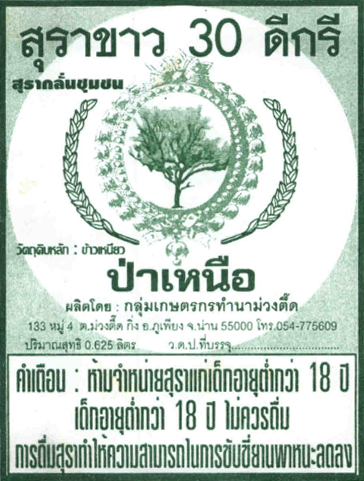 สุราขาว 30 ดีกรี
สุรากลั่นชุมชน
วัตถุดิบหลัก : ข้าวเหนียว
ป่าเหนือ
ผลิตโดย : กลุ่มเกษตรกรทำนาม่วงตึ๊ด
133 หมู่ 4 ต.ม่วงตึ๊ด กิ่ง อ.ภูเพียง จ.น่าน 55000 โทร.054-775609
ปริมาณสุทธิ 0.625 ลิตร ว.ด.ป.ที่บรรจุ
คำเตือน : ห้ามจำหน่ายสุราแก่เด็กอายุต่ำกว่า 18 ปี
เด็กอายุต่ำกว่า 18 ปี ไม่ควรดื่ม
การดื่มสุราทำให้ความสามารถในการขับขี่ยานพาหนะลดลง